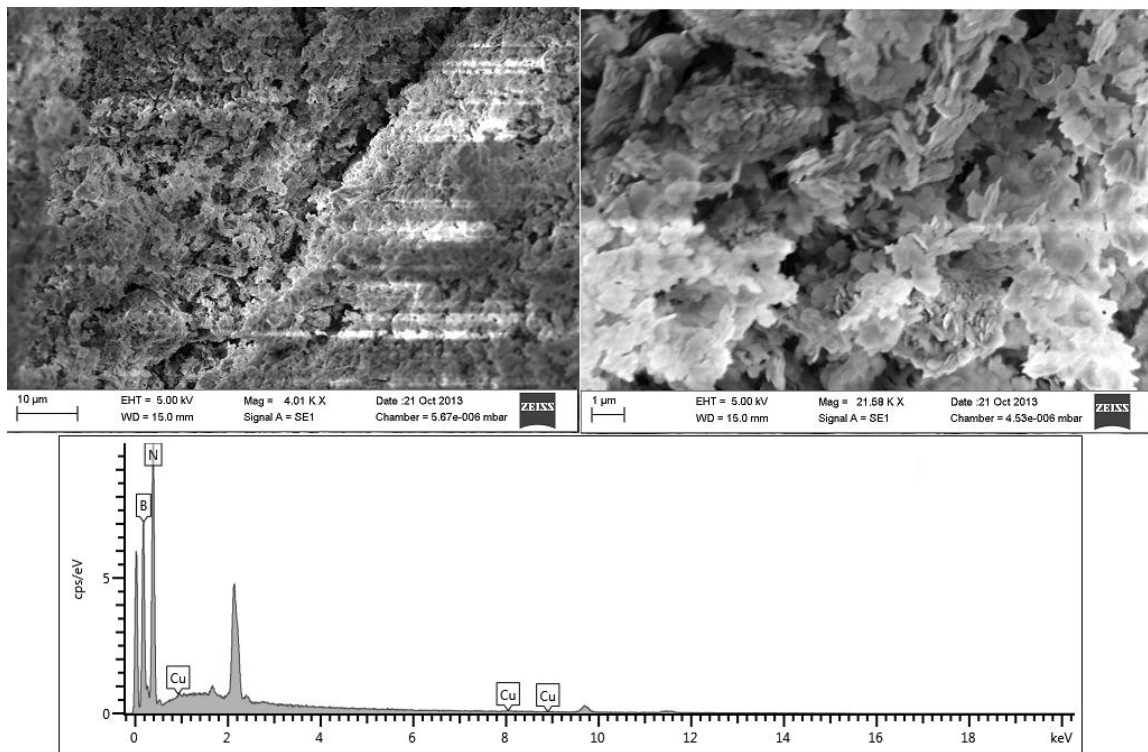 10 µm
EHT = 5.00 kV
WD = 15.0 mm
Mag = 4.01 K X
Signal A = SE1
Date :21 Oct 2013
Chamber = 5.67e-006 mbar
ZEISS
1 µm
EHT = 5.00 kV
WD = 15.0 mm
Mag = 21.58 K X
Signal A = SE1
Date :21 Oct 2013
Chamber = 4.53e-006 mbar
ZEISS
N
B
cps/eV
5
Cu
Cu
Cu
0
0 2 4 6 8 10 12 14 16 18 keV